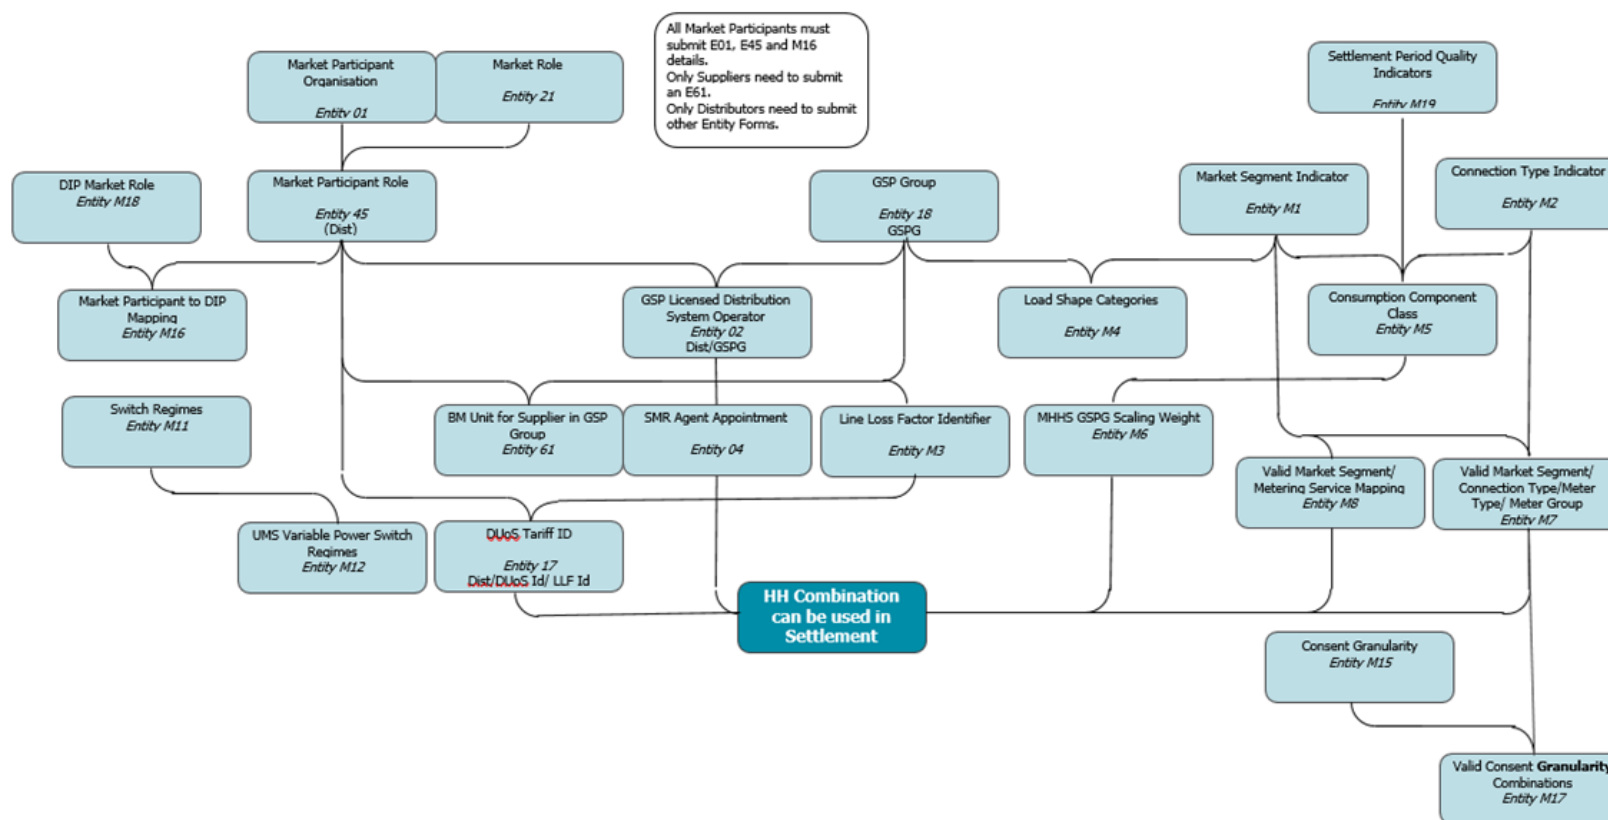 All Market Participants must
submit E01, E45 and M16
details.
Only Suppliers need to submit
an E61.
Only Distributors need to submit
other Entity Forms.
Market Participant
Organisation
Entity 01
Market Role
Entity 21
Settlement Period Quality
Indicators
Entity M19
DIP Market Role
Entity M18
Market Participant Role
Entity 45
(Dist)
GSP Group
Entity 18
GSPG
Market Segment Indicator
Entity M1
Connection Type Indicator
Entity M2
Market Participant to DIP
Mapping
Entity M16
GSP Licensed Distribution
System Operator
Entity 02
Dist/GSPG
Load Shape Categories
Entity M4
Consumption Component
Class
Entity M5
Switch Regimes
Entity M11
BM Unit for Supplier in GSP
Group
Entity 61
SMR Agent Appointment
Entity 04
Line Loss Factor Identifier
Entity M3
MHHS GSPG Scaling Weight
Entity M6
Valid Market Segment/
Metering Service Mapping
Entity M8
Valid Market Segment/
Connection Type/Meter
Type/ Meter Group
Entity M7
UMS Variable Power Switch
Regimes
Entity M12
DUoS Tariff ID
Entity 17
Dist/DUoS Id/ LLF Id
HH Combination
can be used in
Settlement
Consent Granularity
Entity M15
Valid Consent Granularity
Combinations
Entity M17